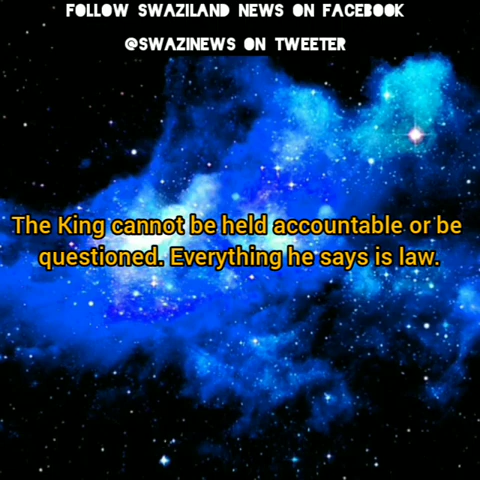 FOLLOW SWAZILAND NEWS ON FACEBOOK
@SWAZINEWS ON TWEETER
The King cannot be held accountable or be
questioned. Everything he says is law.